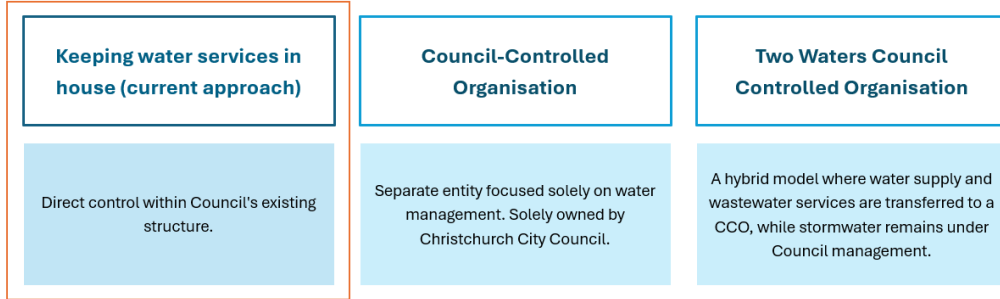 Keeping water services in
house (current approach)
Direct control within Council's existing
structure.
Council-Controlled
Organisation
Separate entity focused solely on water
management. Solely owned by
Christchurch City Council.
Two Waters Council
Controlled Organisation
A hybrid model where water supply and
wastewater services are transferred to a
CCO, while stormwater remains under
Council management.